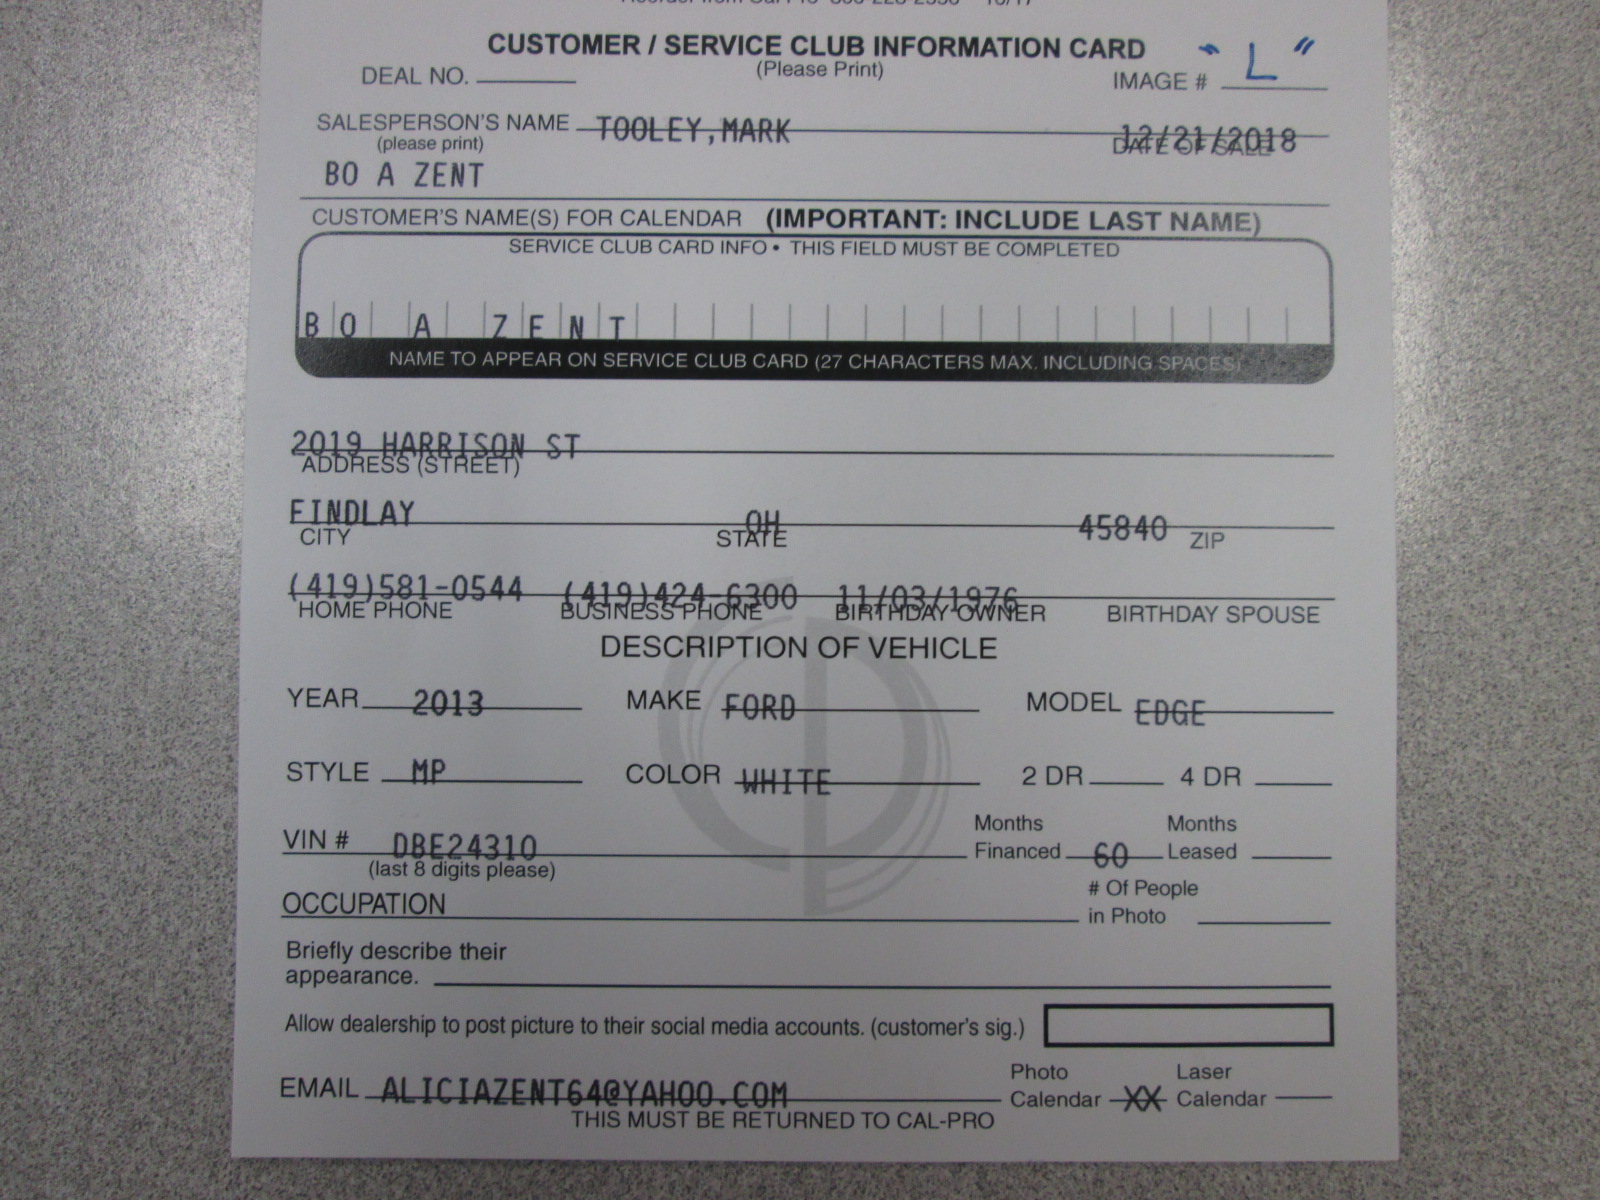 CUSTOMER / SERVICE CLUB INFORMATION CARD
(Please Print)
DEAL NO.
IMAGE # "L"
SALESPERSON'S NAME TOOLEY,MARK 12/21/2018
(please print) DATE OF SALE
BO A ZENT
CUSTOMER'S NAME(S) FOR CALENDAR (IMPORTANT: INCLUDE LAST NAME)
SERVICE CLUB CARD INFO • THIS FIELD MUST BE COMPLETED
BO A ZENT
NAME TO APPEAR ON SERVICE CLUB CARD (27 CHARACTERS MAX. INCLUDING SPACES)
2019 HARRISON ST
ADDRESS (STREET)
FINDLAY OH 45840
CITY STATE ZIP
(419)581-0544 (419)424-6300 11/03/1976
HOME PHONE BUSINESS PHONE BIRTHDAY OWNER BIRTHDAY SPOUSE
DESCRIPTION OF VEHICLE
YEAR 2013 MAKE FORD MODEL EDGE
STYLE MP COLOR WHITE 2 DR 4 DR
VIN # DBE24310 Months Financed 60 Months Leased
(last 8 digits please)
OCCUPATION # Of People in Photo
Briefly describe their
appearance.
Allow dealership to post picture to their social media accounts. (customer's sig.)
EMAIL ALICIAZENT64@YAHOO.COM Photo Calendar XX Laser Calendar
THIS MUST BE RETURNED TO CAL-PRO